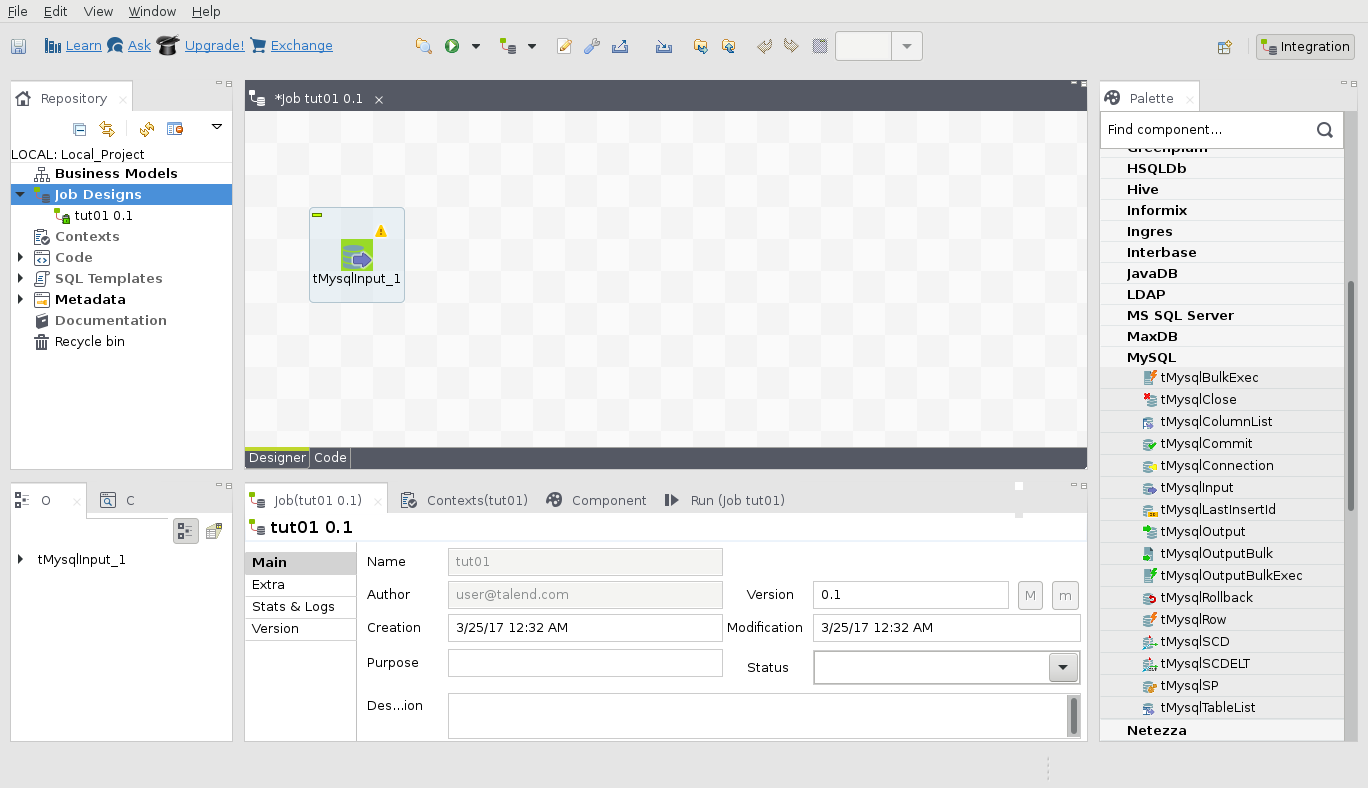 File Edit View Window Help
Learn Ask Upgrade! Exchange Integration
Repository
LOCAL: Local_Project
Business Models
Job Designs
tut01 0.1
Contexts
Code
SQL Templates
Metadata
Documentation
Recycle bin
O C
tMysqlInput_1
*Job tut01 0.1
tMysqlInput_1
Designer Code
Job(tut01 0.1) Contexts(tut01) Component Run (Job tut01)
tut01 0.1
Main
Extra
Stats & Logs
Version
Name tut01
Author user@talend.com Version 0.1 M m
Creation 3/25/17 12:32 AM Modification 3/25/17 12:32 AM
Purpose Status
Des...ion
Palette
Find component...
Greenplum
HSQLDb
Hive
Informix
Ingres
Interbase
JavaDB
LDAP
MS SQL Server
MaxDB
MySQL
tMysqlBulkExec
tMysqlClose
tMysqlColumnList
tMysqlCommit
tMysqlConnection
tMysqlInput
tMysqlLastInsertId
tMysqlOutput
tMysqlOutputBulk
tMysqlOutputBulkExec
tMysqlRollback
tMysqlRow
tMysqlSCD
tMysqlSCDELT
tMysqlSP
tMysqlTableList
Netezza